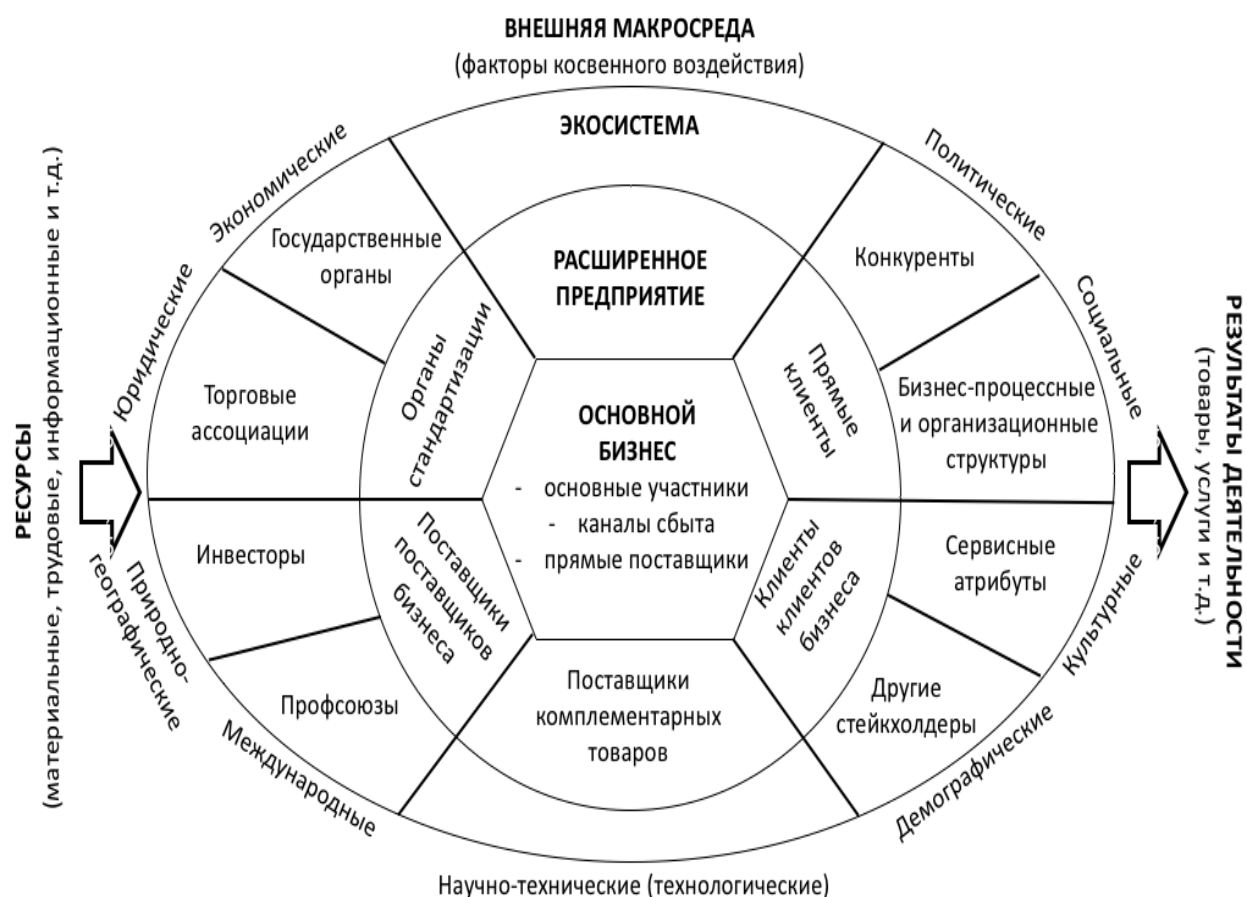 ВНЕШНЯЯ МАКРОСРЕДА
(факторы косвенного воздействия)
ЭКОСИСТЕМА
Экономические
Политические
Государственные
органы
РАСШИРЕННОЕ
ПРЕДПРИЯТИЕ
Конкуренты
Юридические
Социальные
Органы
стандартизации
Прямые
клиенты
Торговые
ассоциации
ОСНОВНОЙ
БИЗНЕС
- основные участники
- каналы сбыта
- прямые поставщики
Бизнес-процессные
и организационные
структуры
РЕСУРСЫ
(материальные, трудовые, информационные и т.д.)
РЕЗУЛЬТАТЫ ДЕЯТЕЛЬНОСТИ
(товары, услуги и т.д.)
Инвесторы
Поставщики
поставщиков
бизнеса
Клиенты
клиентов
бизнеса
Сервисные
атрибуты
Природно-
географические
Культурные
Профсоюзы
Поставщики
комплементарных
товаров
Другие
стейкхолдеры
Международные
Демографические
Научно-технические (технологические)